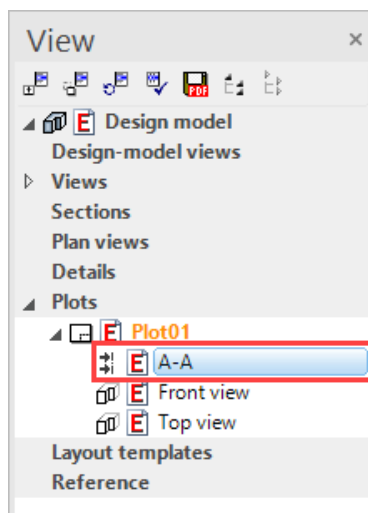 View
PDF
E Design model
Design-model views
Views
Sections
Plan views
Details
Plots
E Plot01
E A-A
E Front view
E Top view
Layout templates
Reference